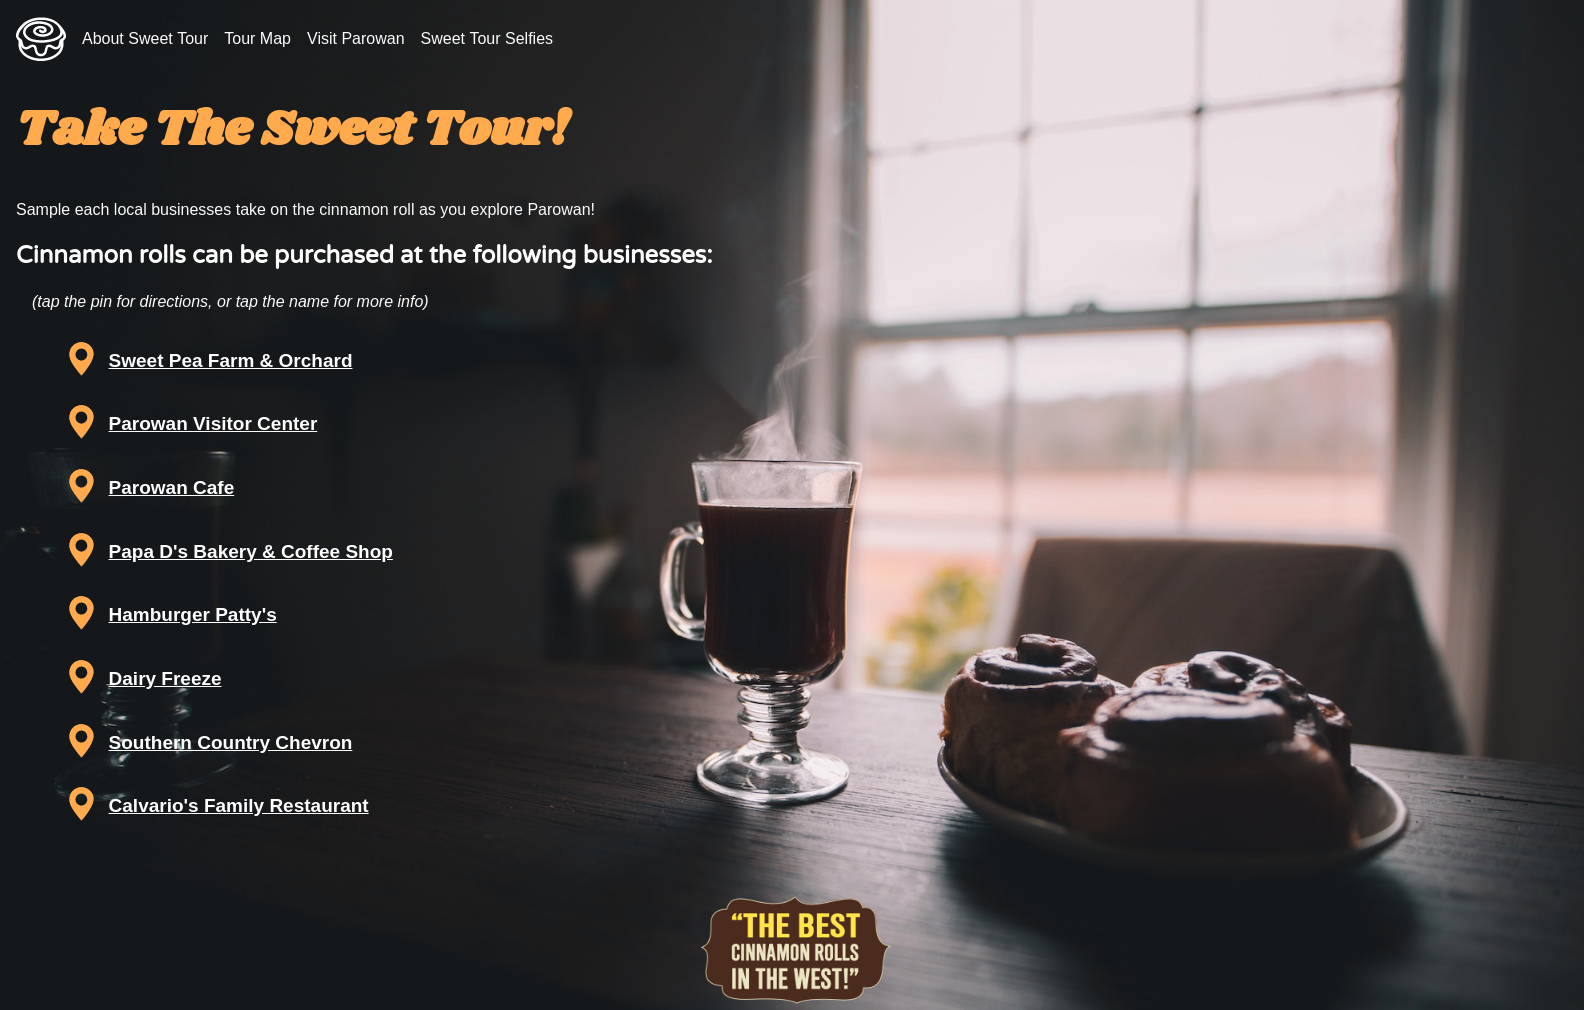 About Sweet Tour Tour Map Visit Parowan Sweet Tour Selfies
Take The Sweet Tour!
Sample each local businesses take on the cinnamon roll as you explore Parowan!
Cinnamon rolls can be purchased at the following businesses:
(tap the pin for directions, or tap the name for more info)
Sweet Pea Farm & Orchard
Parowan Visitor Center
Parowan Cafe
Papa D's Bakery & Coffee Shop
Hamburger Patty's
Dairy Freeze
Southern Country Chevron
Calvario's Family Restaurant
“THE BEST
CINNAMON ROLLS
IN THE WEST!”